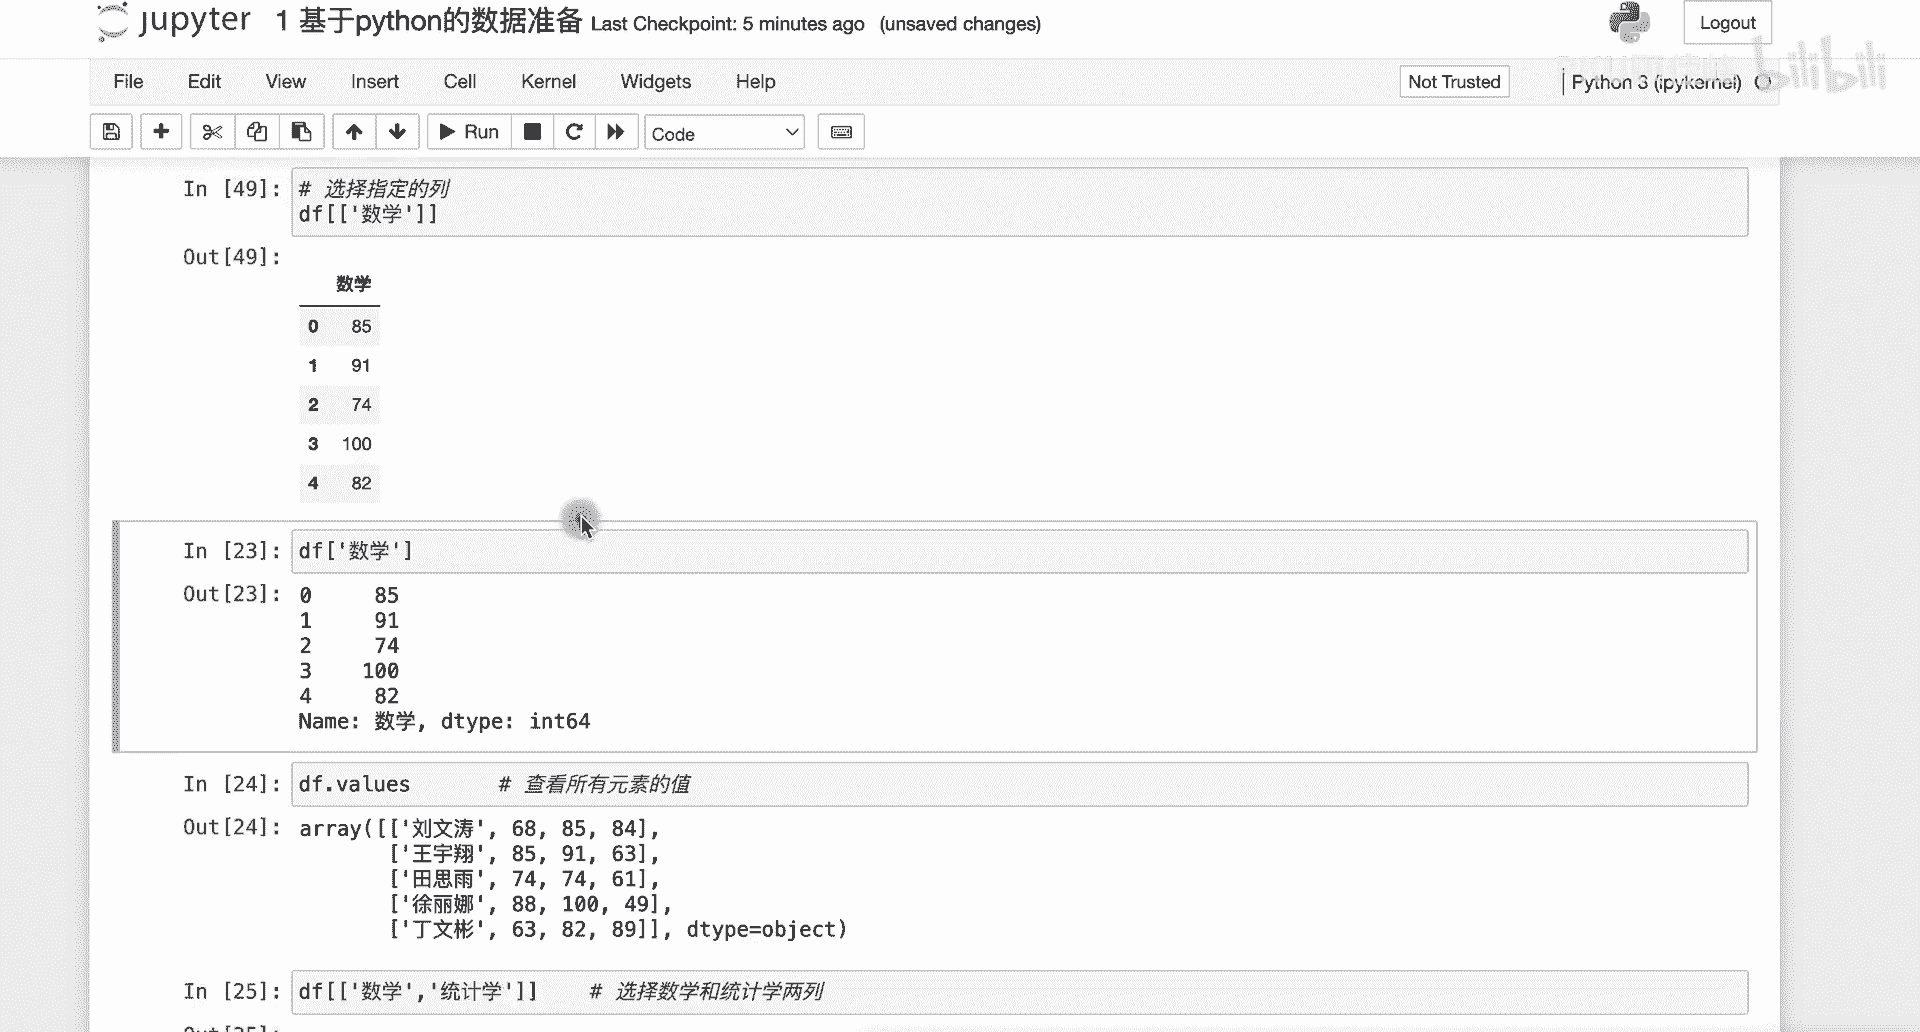 jupyter 1 基于python的数据准备 Last Checkpoint: 5 minutes ago (unsaved changes)
Logout
bilibili
File Edit View Insert Cell Kernel Widgets Help
Not Trusted
Python 3 (ipykernel)
Run
Code
In [49]: # 选择指定的列
df[['数学']]
Out[49]:
数学
0 85
1 91
2 74
3 100
4 82
In [23]: df['数学']
Out[23]: 0 85
1 91
2 74
3 100
4 82
Name: 数学, dtype: int64
In [24]: df.values # 查看所有元素的值
Out[24]: array([['刘文涛', 68, 85, 84],
['王宇翔', 85, 91, 63],
['田思雨', 74, 74, 61],
['徐丽娜', 88, 100, 49],
['丁文彬', 63, 82, 89]], dtype=object)
In [25]: df[['数学','统计学']] # 选择数学和统计学两列
Out[25]: